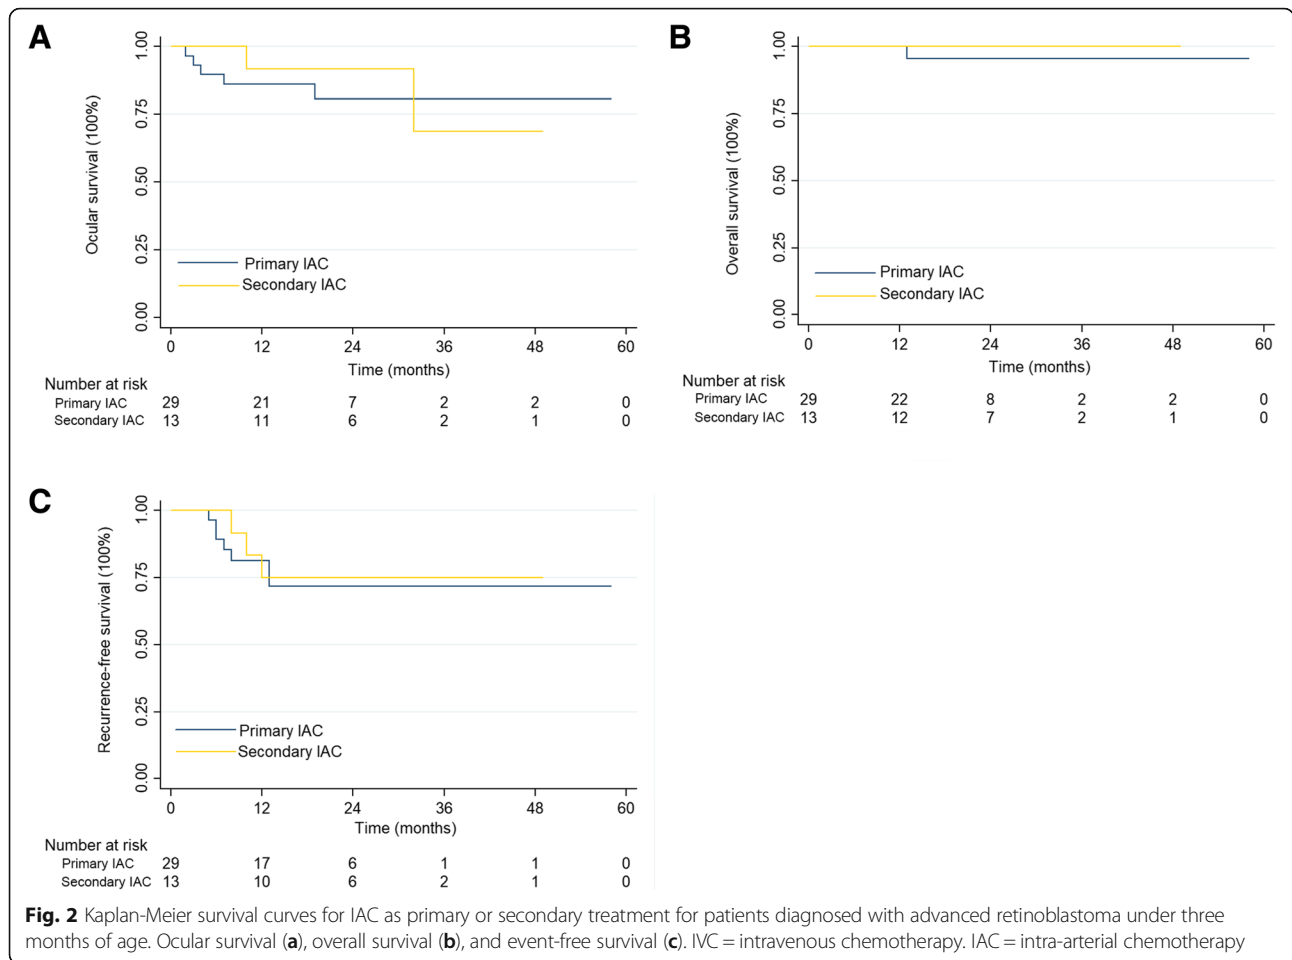 A
Ocular survival (100%)
1.00
0.75
0.50
0.25
0.00
Primary IAC
Secondary IAC
0 12 24 36 48 60
Time (months)
Number at risk
Primary IAC 29 21 7 2 2 0
Secondary IAC 13 11 6 2 1 0
B
Overall survival (100%)
1.00
0.75
0.50
0.25
0.00
Primary IAC
Secondary IAC
0 12 24 36 48 60
Time (months)
Number at risk
Primary IAC 29 22 8 2 2 0
Secondary IAC 13 12 7 2 1 0
C
Recurrence-free survival (100%)
1.00
0.75
0.50
0.25
0.00
Primary IAC
Secondary IAC
0 12 24 36 48 60
Time (months)
Number at risk
Primary IAC 29 17 6 1 1 0
Secondary IAC 13 10 6 2 1 0
Fig. 2 Kaplan-Meier survival curves for IAC as primary or secondary treatment for patients diagnosed with advanced retinoblastoma under three
months of age. Ocular survival (a), overall survival (b), and event-free survival (c). IVC = intravenous chemotherapy. IAC = intra-arterial chemotherapy